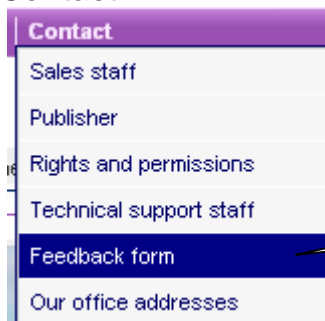 Contact
Sales staff
Publisher
Rights and permissions
Technical support staff
Feedback form
Our office addresses